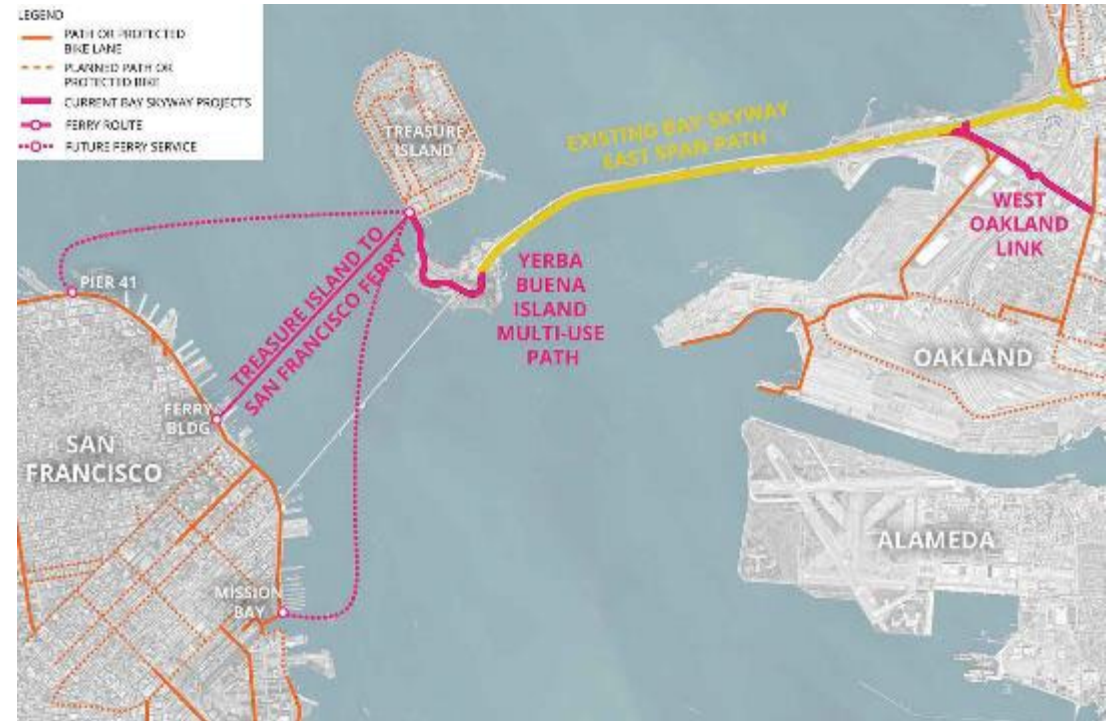 LEGEND
PATH OR PROTECTED
BIKE LANE
PLANNED PATH OR
PROTECTED BIKE
CURRENT BAY SKYWAY PROJECTS
FERRY ROUTE
FUTURE FERRY SERVICE
TREASURE
ISLAND
EXISTING BAY SKYWAY
EAST SPAN PATH
WEST
OAKLAND
LINK
PIER 41
TREASURE ISLAND TO
SAN FRANCISCO FERRY
YERBA
BUENA
ISLAND
MULTI-USE
PATH
OAKLAND
FERRY
BLDG
SAN
FRANCISCO
ALAMEDA
MISSION
BAY